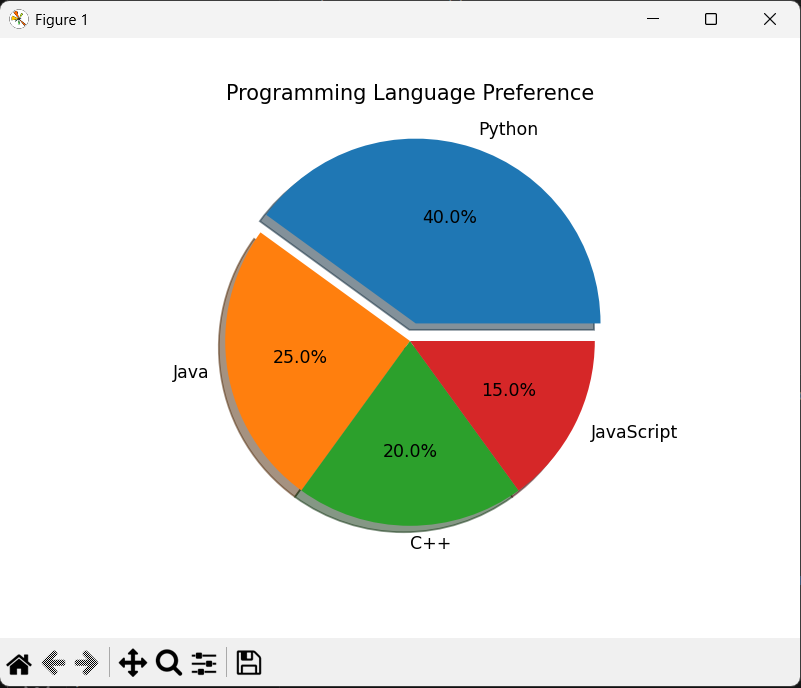 Figure 1
Programming Language Preference
Python
40.0%
Java
25.0%
15.0%
JavaScript
20.0%
C++